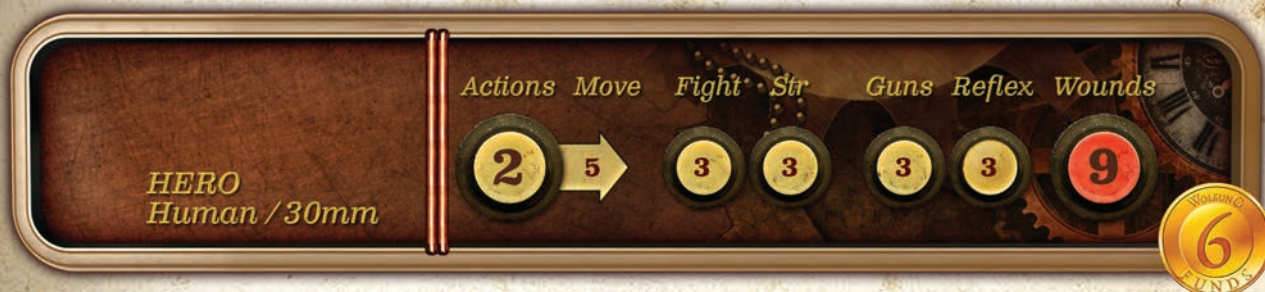 Actions Move Fight Str Guns Reflex Wounds
2 5 3 3 3 3 9
HERO
Human / 30mm
6
FUNDS